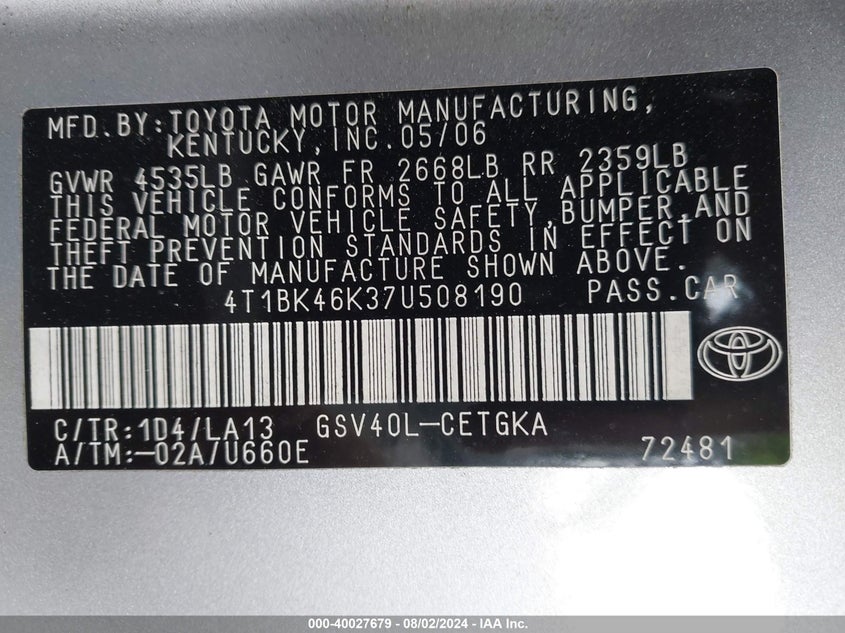 MFD.BY:TOYOTA MOTOR MANUFACTURING,
KENTUCKY,INC.05/06
GVWR 4535LB GAWR FR 2668LB RR 2359LB
THIS VEHICLE CONFORMS TO ALL APPLICABLE
FEDERAL MOTOR VEHICLE SAFETY,BUMPER,AND
THEFT PREVENTION STANDARDS IN EFFECT ON
THE DATE OF MANUFACTURE SHOWN ABOVE.
4T1BK46K37U508190 PASS.CAR
C/TR:1D4/LA13 GSV40L-CETGKA
A/TM:-02A/U660E 72481
000-40027679 - 08/02/2024 - IAA Inc.